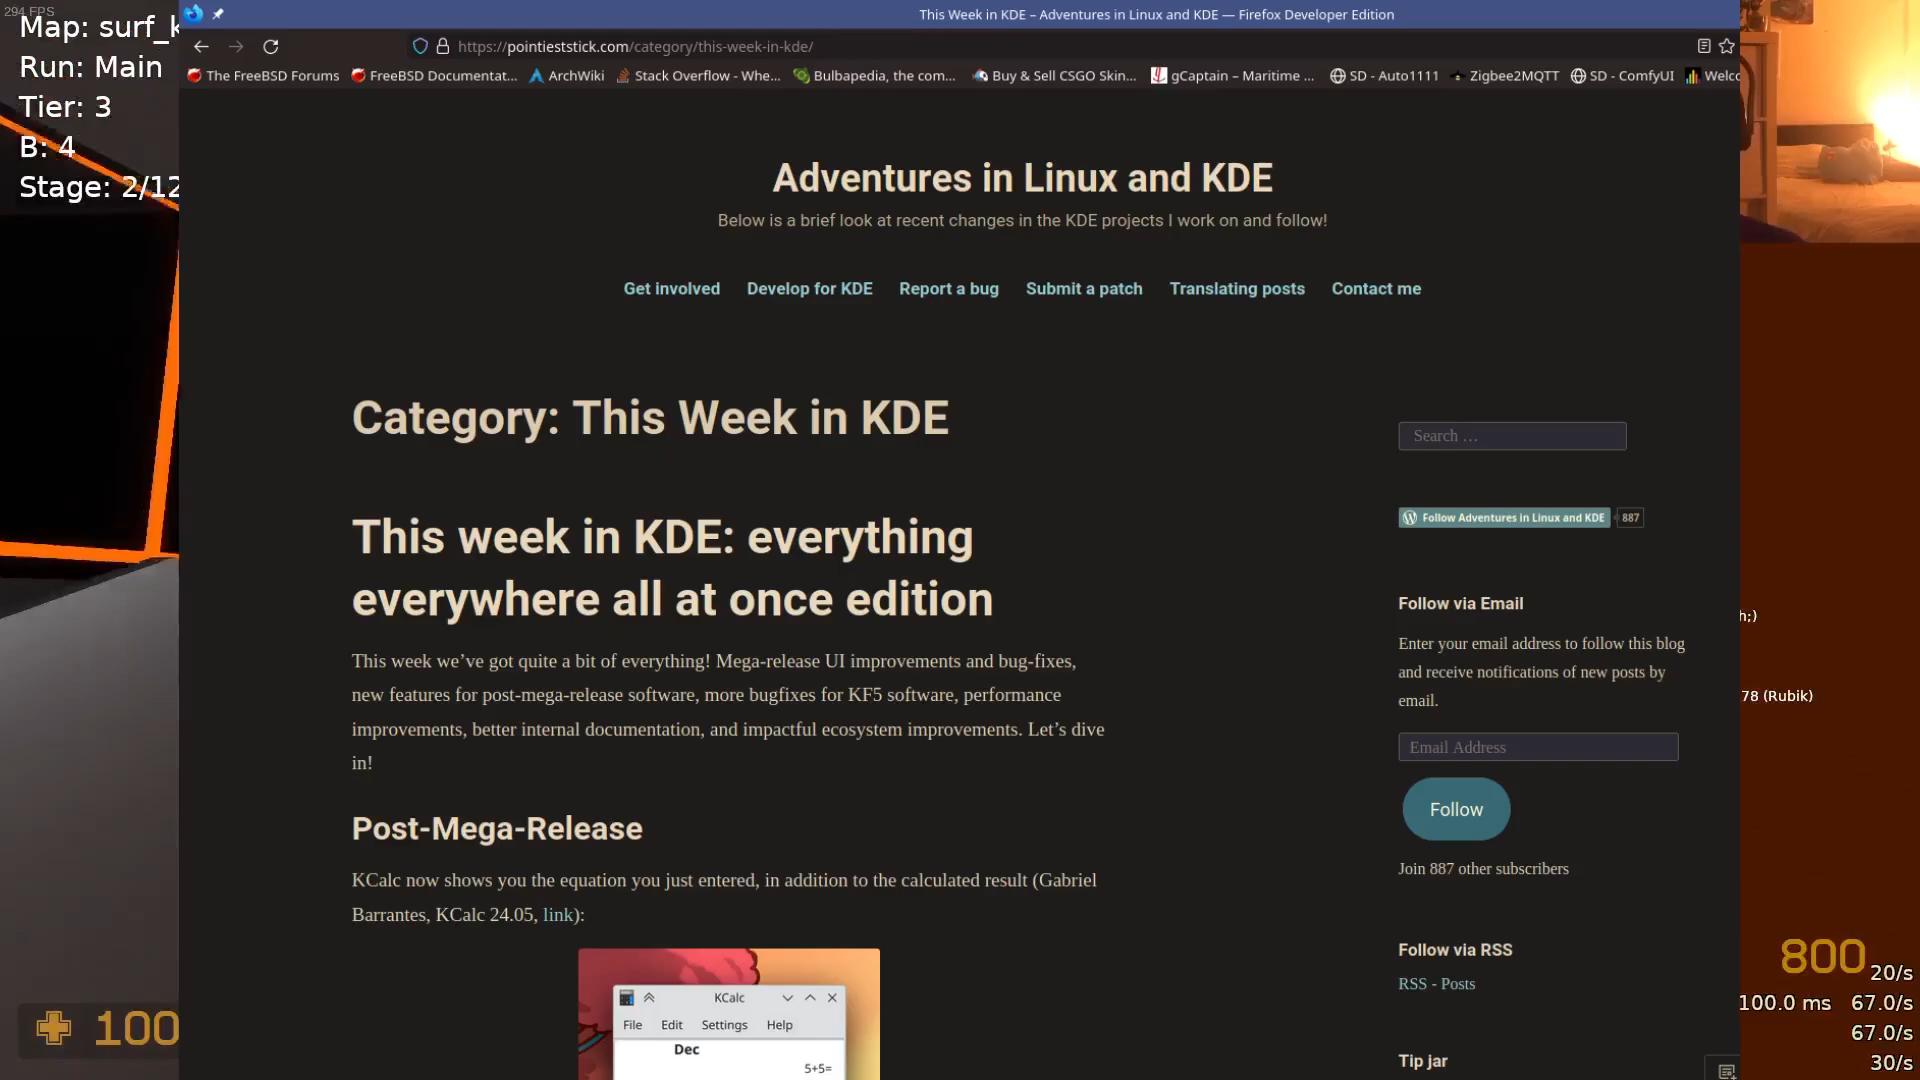 294 FPS
Map: surf_k
Run: Main
Tier: 3
B: 4
Stage: 2/12
This Week in KDE – Adventures in Linux and KDE — Firefox Developer Edition
https://pointieststick.com/category/this-week-in-kde/
The FreeBSD Forums
FreeBSD Documentat...
ArchWiki
Stack Overflow - Whe...
Bulbapedia, the com...
Buy & Sell CSGO Skin...
gCaptain – Maritime ...
SD - Auto1111
Zigbee2MQTT
SD - ComfyUI
Welc
Adventures in Linux and KDE
Below is a brief look at recent changes in the KDE projects I work on and follow!
Get involved
Develop for KDE
Report a bug
Submit a patch
Translating posts
Contact me
Category: This Week in KDE
This week in KDE: everything
everywhere all at once edition
This week we’ve got quite a bit of everything! Mega-release UI improvements and bug-fixes,
new features for post-mega-release software, more bugfixes for KF5 software, performance
improvements, better internal documentation, and impactful ecosystem improvements. Let’s dive
in!
Post-Mega-Release
KCalc now shows you the equation you just entered, in addition to the calculated result (Gabriel
Barrantes, KCalc 24.05, link):
KCalc
File Edit Settings Help
Dec
5+5=
Search …
Follow Adventures in Linux and KDE 887
Follow via Email
Enter your email address to follow this blog
and receive notifications of new posts by
email.
Email Address
Follow
Join 887 other subscribers
Follow via RSS
RSS - Posts
Tip jar
h;)
78 (Rubik)
100
800
20/s
100.0 ms 67.0/s
67.0/s
30/s